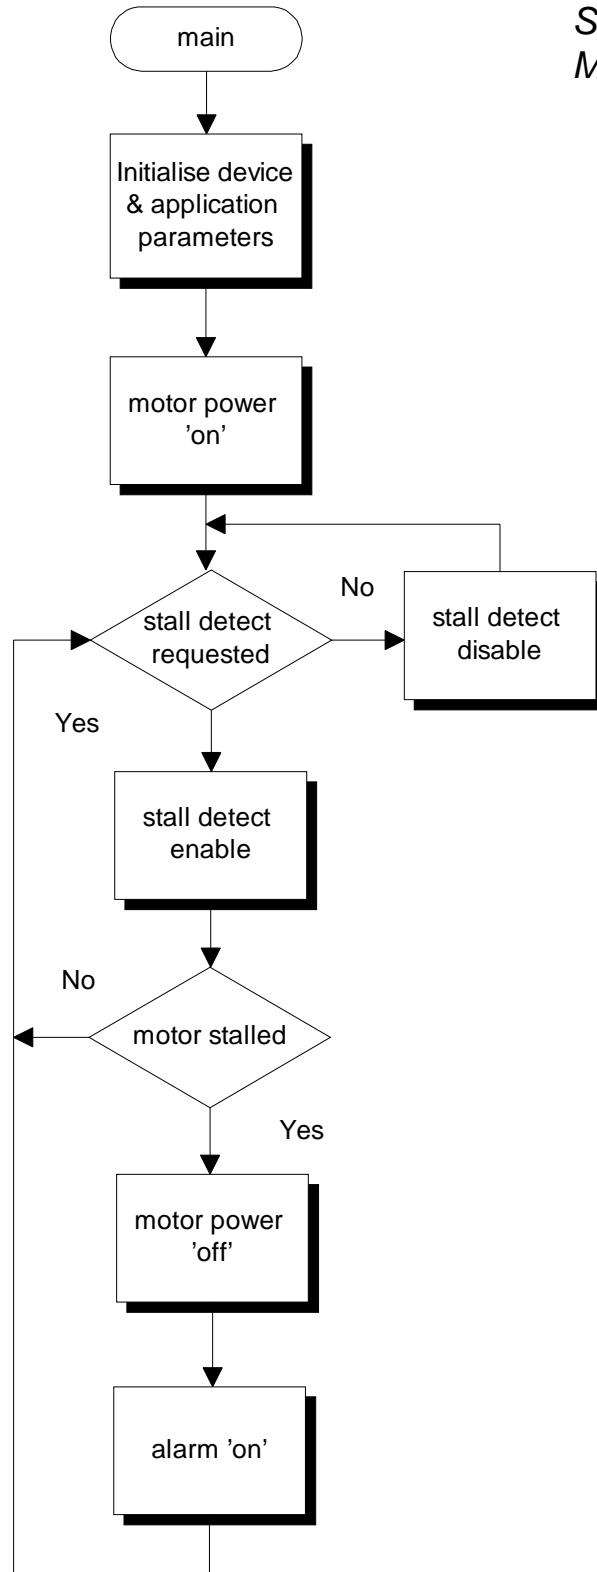 main
S
M
Initialise device
& application
parameters
motor power
'on'
stall detect
requested
No
stall detect
disable
Yes
stall detect
enable
No
motor stalled
Yes
motor power
'off'
alarm 'on'